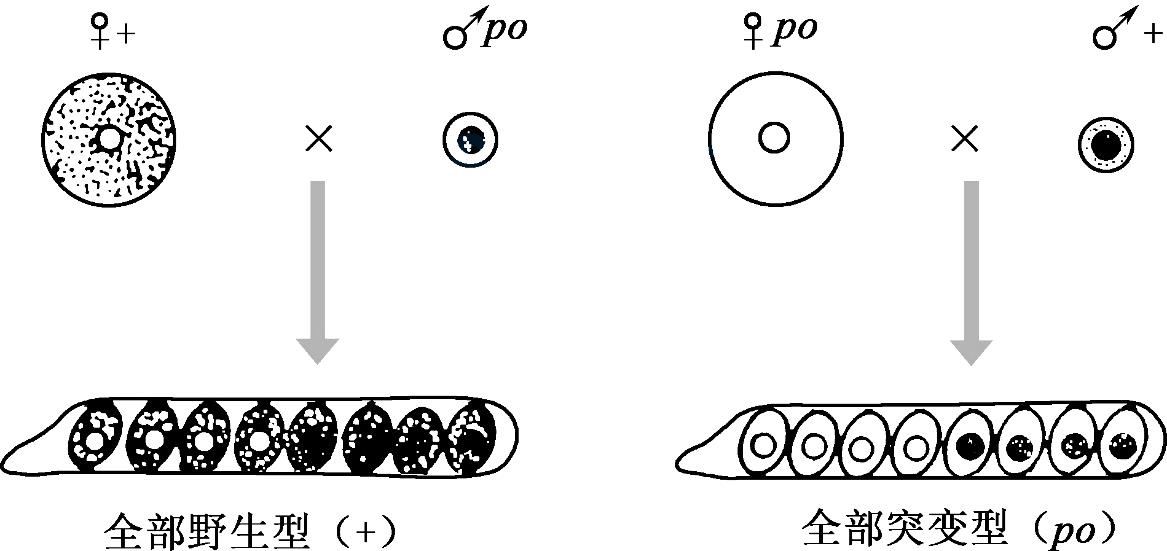 ♀+ ♂po ♀po ♂+
× ×
全部野生型（+） 全部突变型（po）